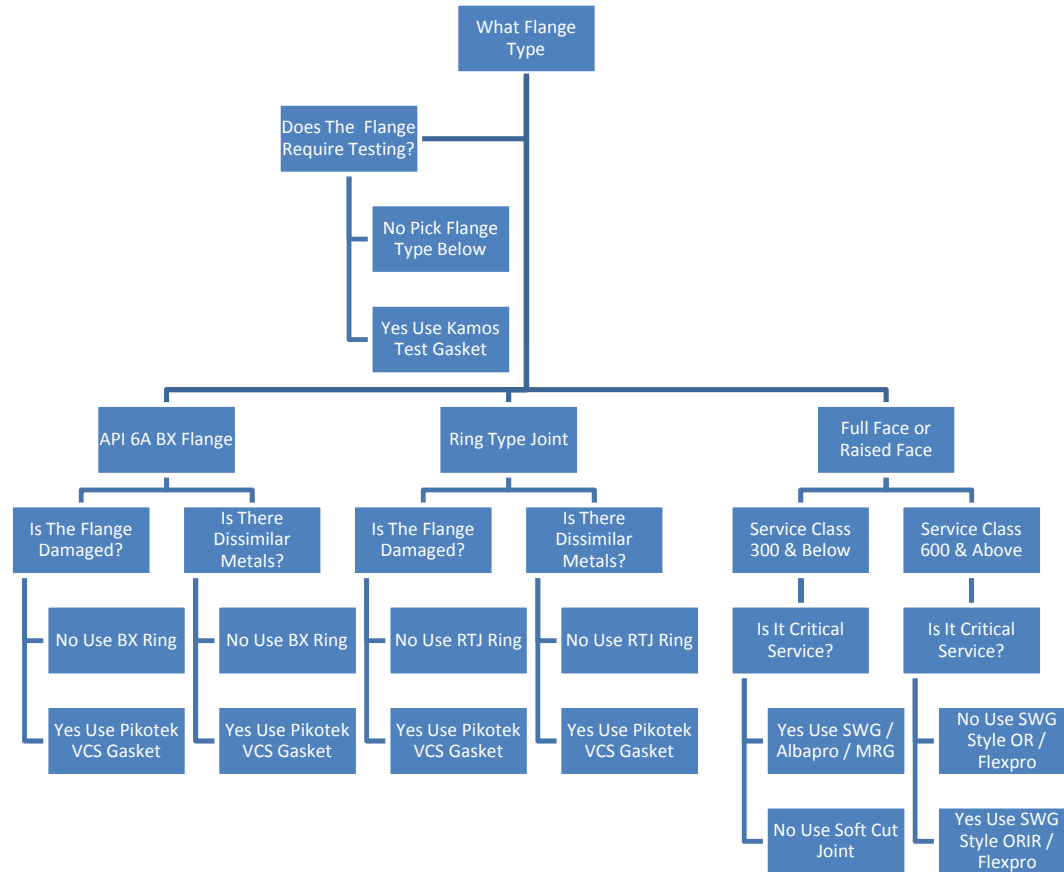 What Flange
Type
Does The Flange
Require Testing?
No Pick Flange
Type Below
Yes Use Kamos
Test Gasket
API 6A BX Flange
Ring Type Joint
Full Face or
Raised Face
Is The Flange
Damaged?
Is There
Dissimilar
Metals?
Is The Flange
Damaged?
Is There
Dissimilar
Metals?
Service Class
300 & Below
Service Class
600 & Above
No Use BX Ring
No Use BX Ring
No Use RTJ Ring
No Use RTJ Ring
Is It Critical
Service?
Is It Critical
Service?
Yes Use Pikotek
VCS Gasket
Yes Use Pikotek
VCS Gasket
Yes Use Pikotek
VCS Gasket
Yes Use Pikotek
VCS Gasket
Yes Use SWG /
Albapro / MRG
No Use SWG
Style OR /
Flexpro
No Use Soft Cut
Joint
Yes Use SWG
Style ORIR /
Flexpro